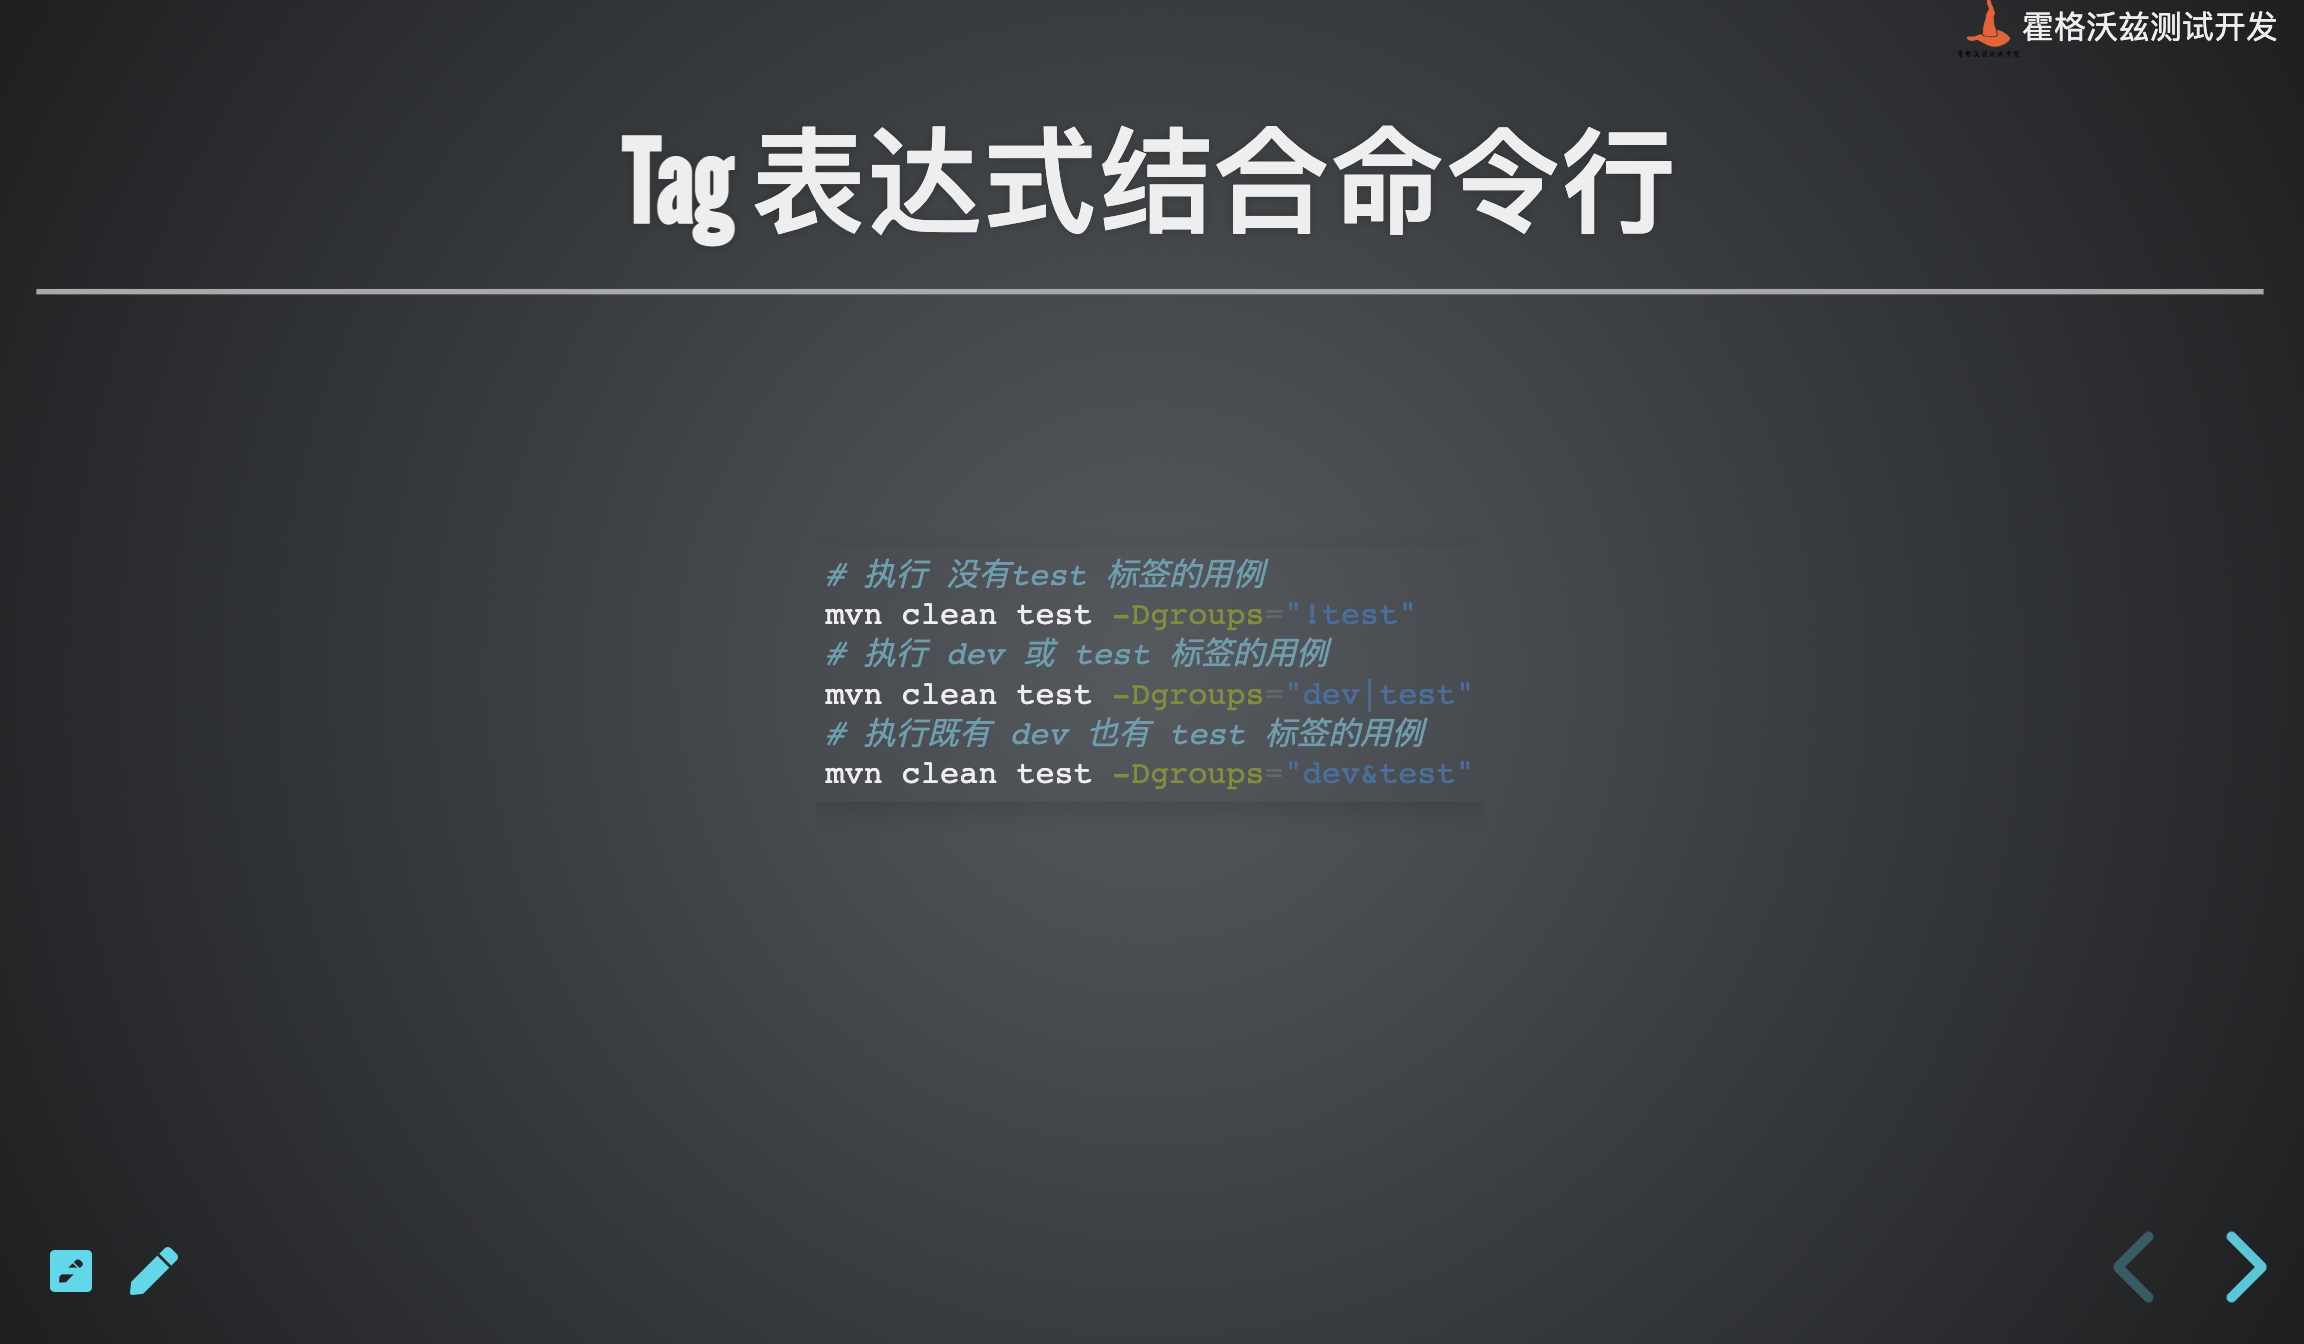 霍格沃兹测试开发
Tag 表达式结合命令行
# 执行 没有test 标签的用例
mvn clean test -Dgroups="!test"
# 执行 dev 或 test 标签的用例
mvn clean test -Dgroups="dev|test"
# 执行既有 dev 也有 test 标签的用例
mvn clean test -Dgroups="dev&test"